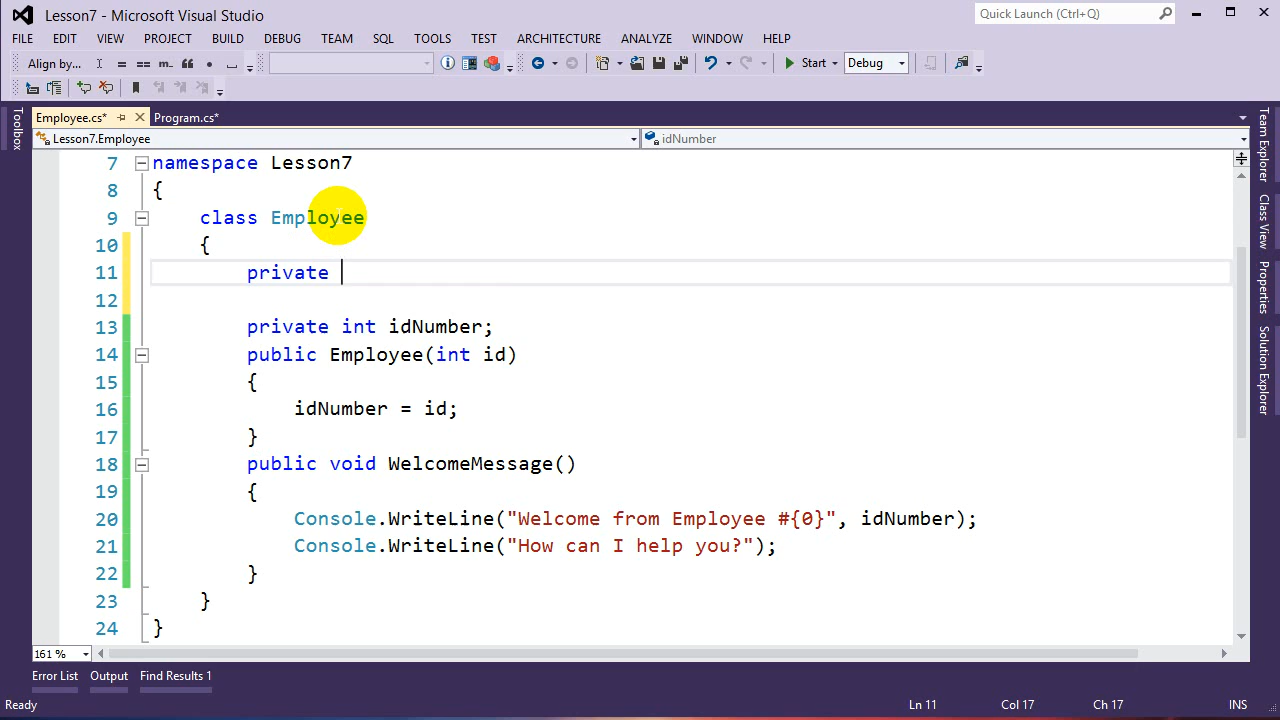 Lesson7 - Microsoft Visual Studio
Quick Launch (Ctrl+Q)
FILE EDIT VIEW PROJECT BUILD DEBUG TEAM SQL TOOLS TEST ARCHITECTURE ANALYZE WINDOW HELP
Align by... = == m.. Start Debug
Employee.cs* Program.cs*
Lesson7.Employee idNumber
Toolbox
7 namespace Lesson7
8 {
9 class Employee
10 {
11 private
12
13 private int idNumber;
14 public Employee(int id)
15 {
16 idNumber = id;
17 }
18 public void WelcomeMessage()
19 {
20 Console.WriteLine("Welcome from Employee #{0}", idNumber);
21 Console.WriteLine("How can I help you?");
22 }
23 }
24 }
Team Explorer
Class View
Properties
Solution Explorer
161 %
Error List Output Find Results 1
Ready Ln 11 Col 17 Ch 17 INS